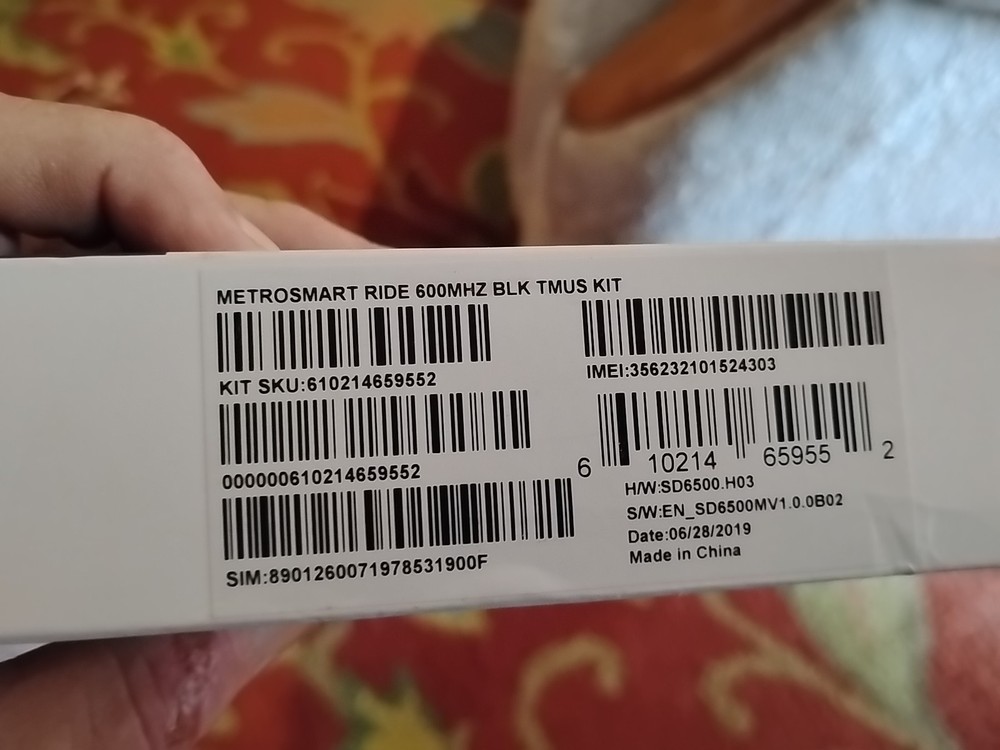 METROSMART RIDE 600MHZ BLK TMUS KIT
KIT SKU:610214659552
0000000610214659552
SIM:8901260071978531900F
IMEI:356232101524303
6 10214 65955 2
H/W:SD6500.H03
S/W:EN_SD6500MV1.0.0B02
Date:06/28/2019
Made in China